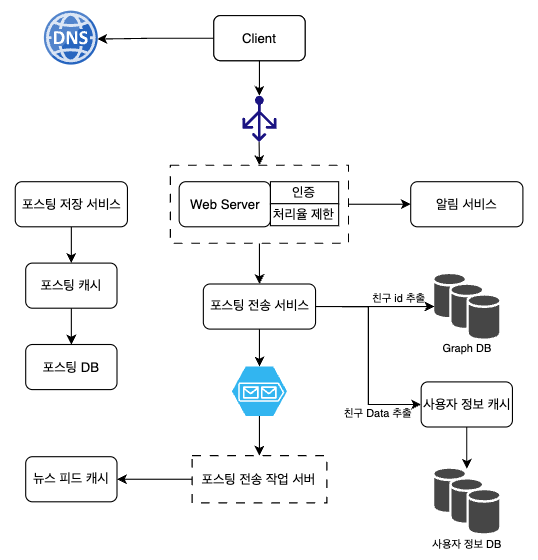 DNS
Client
Web Server
인증
처리율 제한
포스팅 저장 서비스
알림 서비스
포스팅 캐시
포스팅 전송 서비스
친구 id 추출
Graph DB
포스팅 DB
친구 Data 추출
사용자 정보 캐시
뉴스 피드 캐시
포스팅 전송 작업 서버
사용자 정보 DB